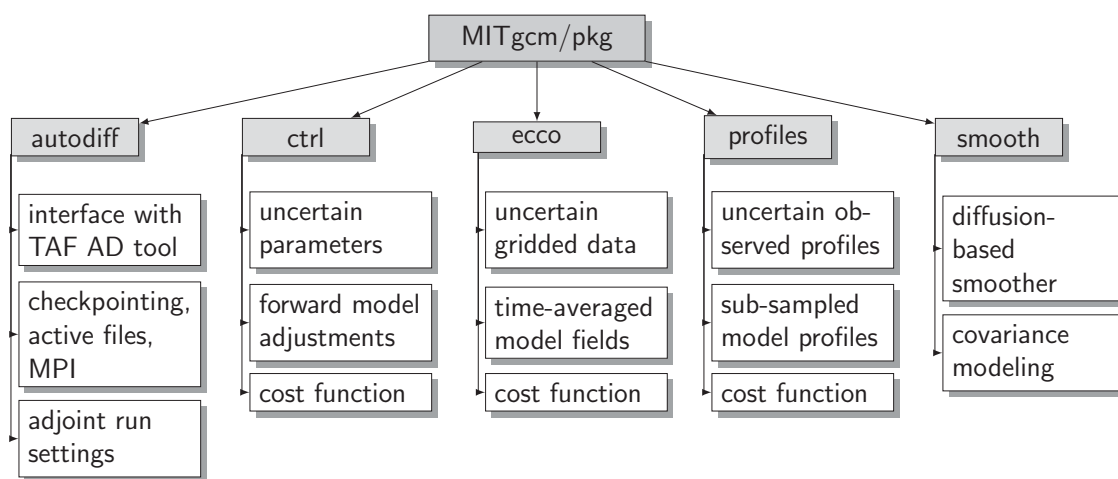 MITgcm/pkg
autodiff
interface with
TAF AD tool
checkpointing,
active files,
MPI
adjoint run
settings
ctrl
uncertain
parameters
forward model
adjustments
cost function
ecco
uncertain
gridded data
time-averaged
model fields
cost function
profiles
uncertain ob-
served profiles
sub-sampled
model profiles
cost function
smooth
diffusion-
based
smoother
covariance
modeling